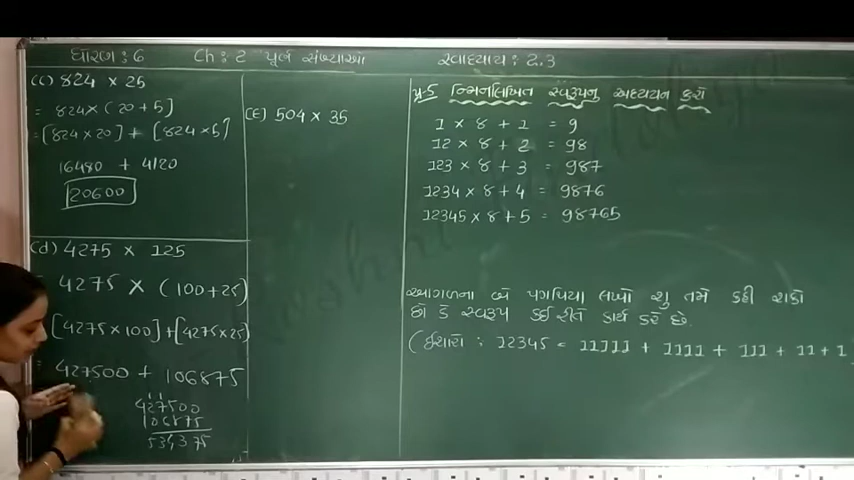 ધોરણ : 6 Ch : 2 પૂર્ણ સંખ્યાઓ સ્વાધ્યાય : 2.3
(C) 824 × 25
= 824 × (20 + 5]
= [824 × 20] + [824 × 5]
16480 + 4120
20600
(d) 4275 × 125
4275 × (100 + 25)
[4275 × 100] + [4275 × 25]
= 427500 + 106875
1 1
427500
106875
534375
(E) 504 × 35
પ્ર-5 નિમ્નલિખિત સ્વરૂપનુ અધ્યયન કરો
1 × 8 + 1 = 9
12 × 8 + 2 = 98
123 × 8 + 3 = 987
1234 × 8 + 4 = 9876
12345 × 8 + 5 = 98765
આગળના બે પગથિયા લખો શુ તમે કહી શકો
છો કે સ્વરૂપ કઈ રીતે કાર્ય કરે છે.
(ઈશારો : 12345 = 11111 + 1111 + 111 + 11 + 1